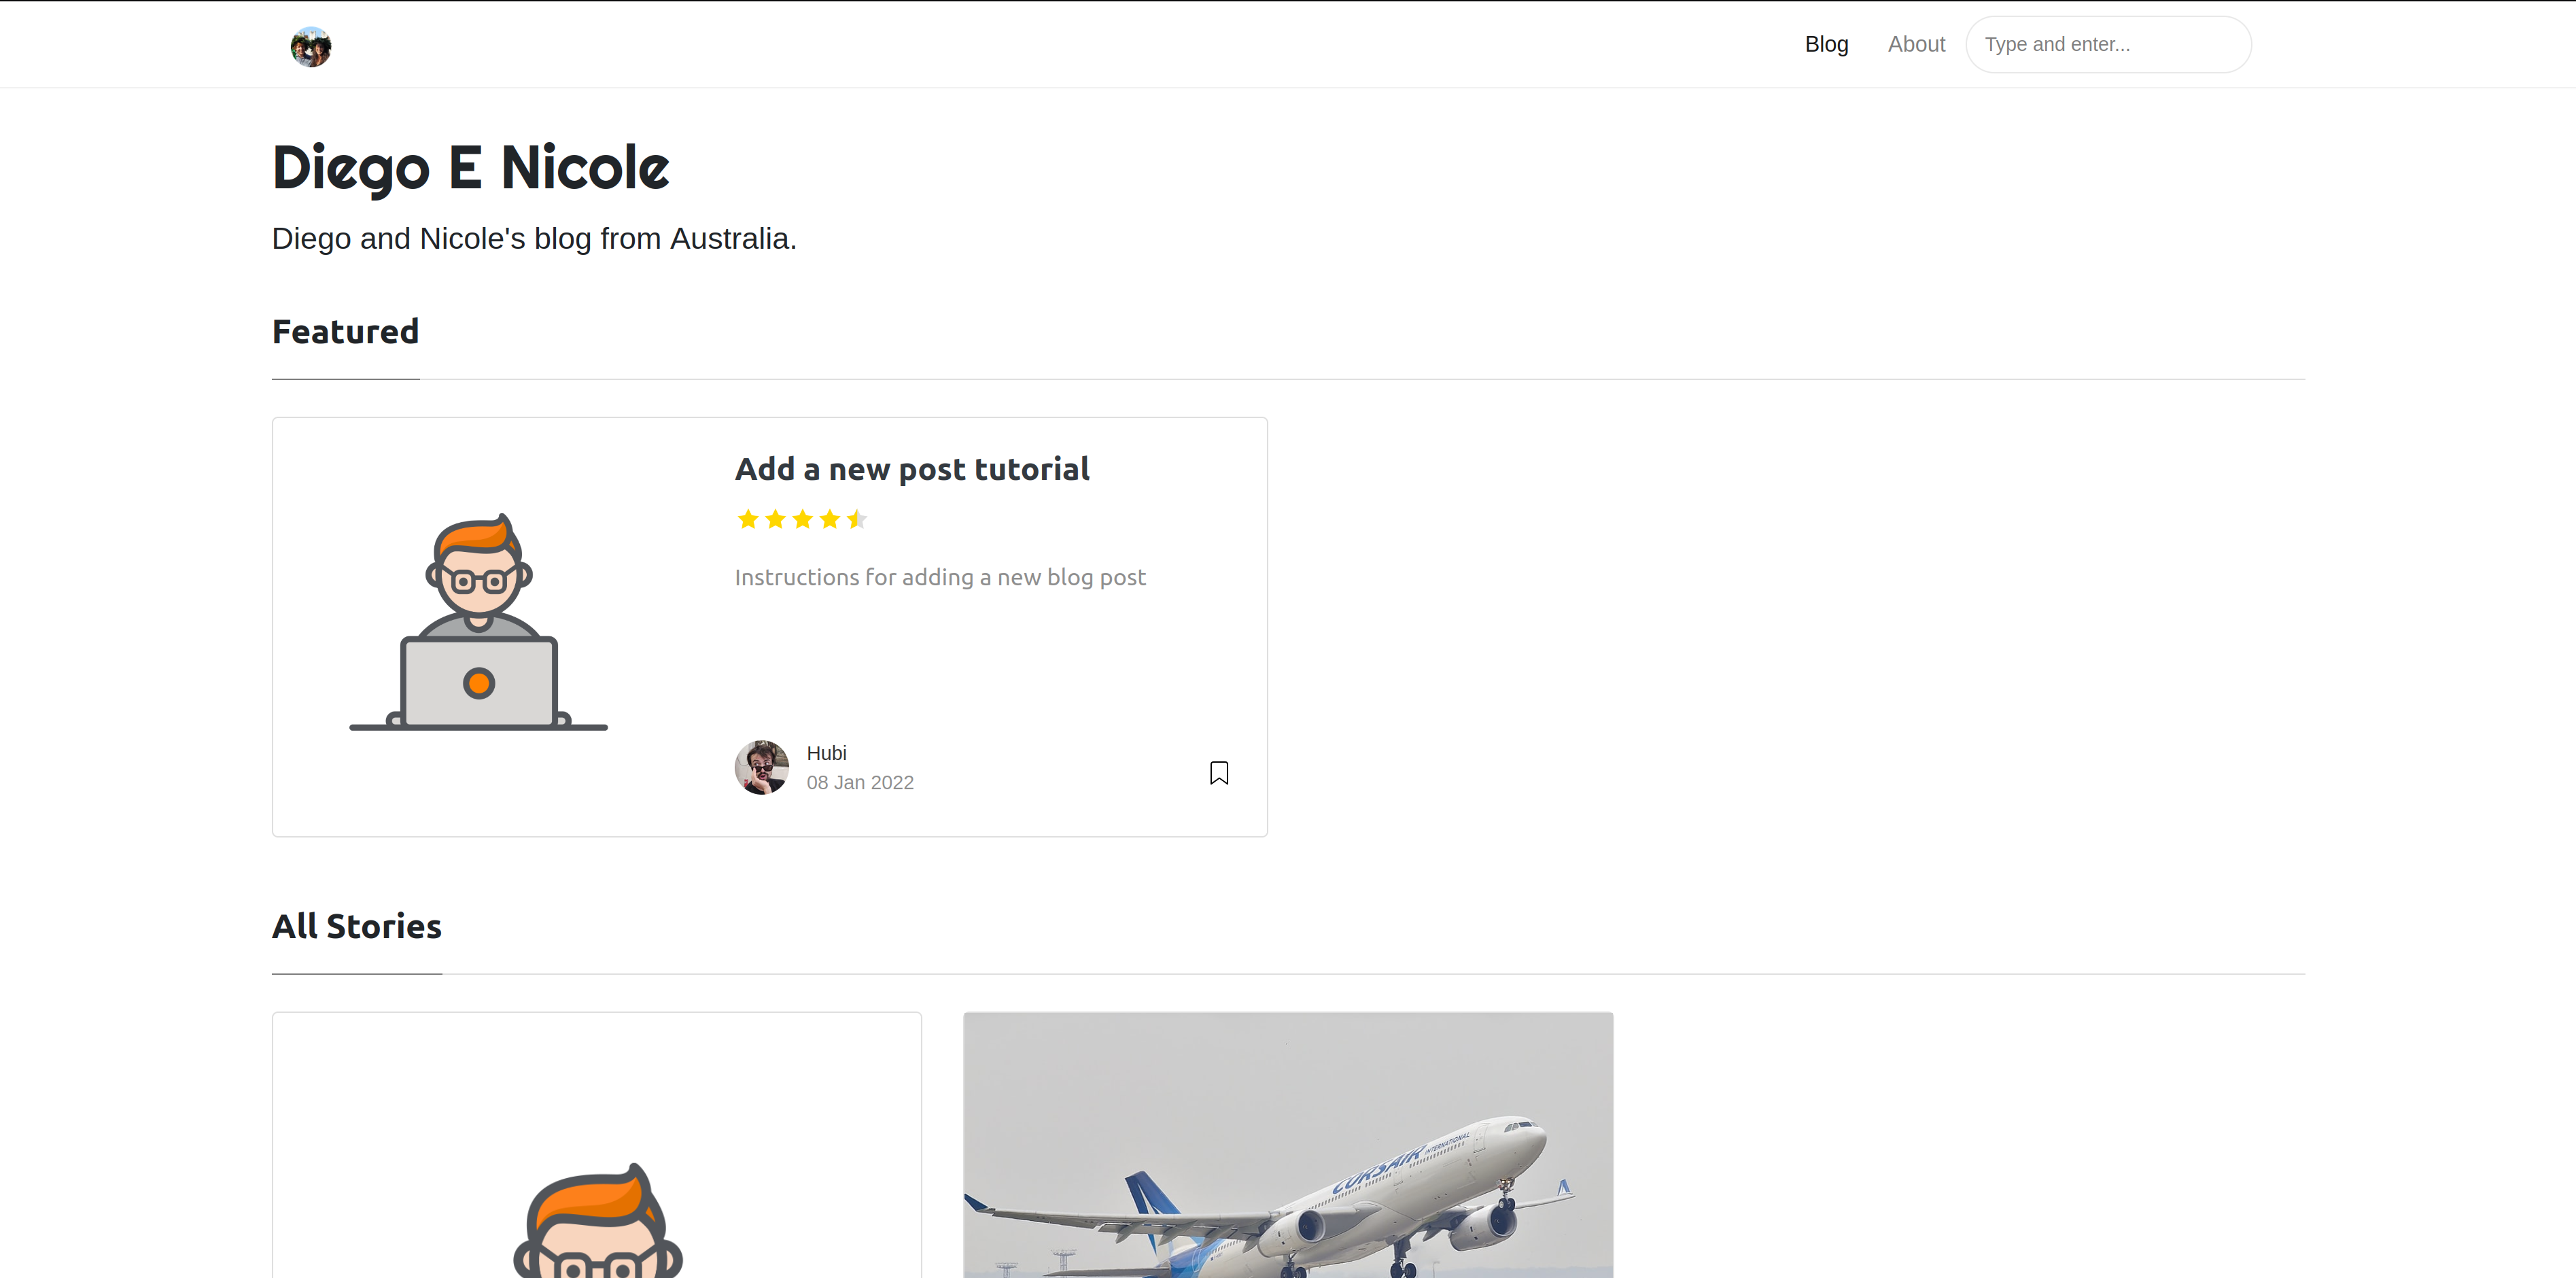 Blog About Type and enter...
Diego E Nicole
Diego and Nicole's blog from Australia.
Featured
Add a new post tutorial
Instructions for adding a new blog post
Hubi
08 Jan 2022
All Stories
CORSAIR INTERNATIONAL